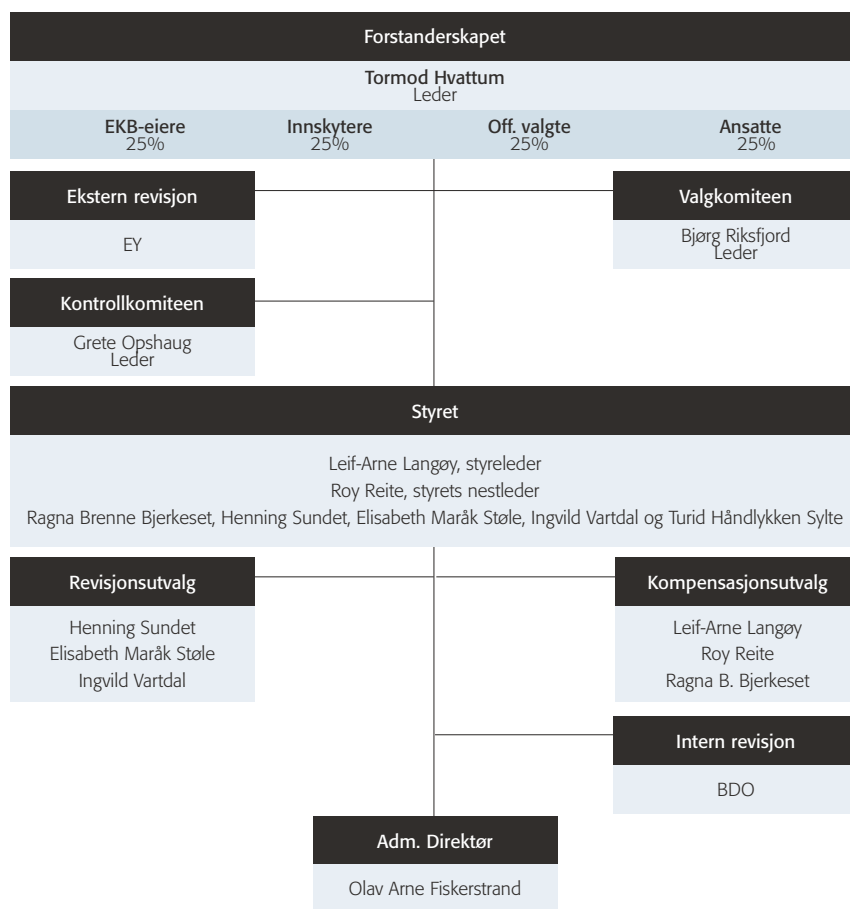 Forstanderskapet
Tormod Hvattum
Leder
EKB-eiere
25%
Innskytere
25%
Off. valgte
25%
Ansatte
25%
Ekstern revisjon
EY
Valgkomiteen
Bjørg Riksfjord
Leder
Kontrollkomiteen
Grete Opshaug
Leder
Styret
Leif-Arne Langøy, styreleder
Roy Reite, styrets nestleder
Ragna Brenne Bjerkeset, Henning Sundet, Elisabeth Maråk Støle, Ingvild Vartdal og Turid Håndlykken Sylte
Revisjonsutvalg
Henning Sundet
Elisabeth Maråk Støle
Ingvild Vartdal
Kompensasjonsutvalg
Leif-Arne Langøy
Roy Reite
Ragna B. Bjerkeset
Intern revisjon
BDO
Adm. Direktør
Olav Arne Fiskerstrand